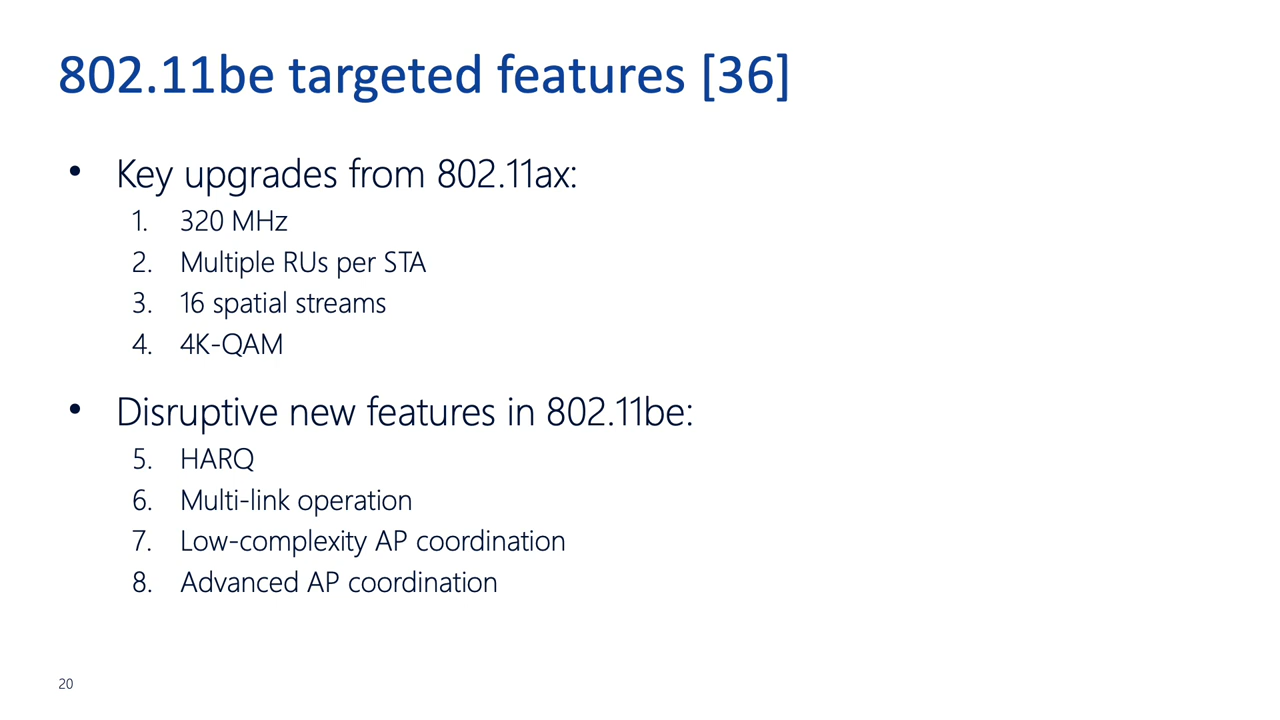 802.11be targeted features [36]
• Key upgrades from 802.11ax:
1. 320 MHz
2. Multiple RUs per STA
3. 16 spatial streams
4. 4K-QAM
• Disruptive new features in 802.11be:
5. HARQ
6. Multi-link operation
7. Low-complexity AP coordination
8. Advanced AP coordination
20